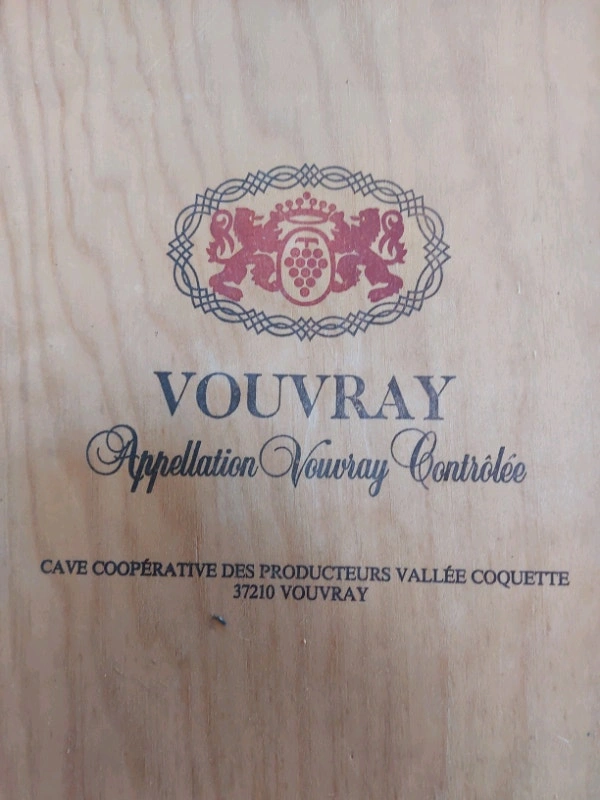 VOUVRAY
Appellation Vouvray Contrôlée
CAVE COOPÉRATIVE DES PRODUCTEURS VALLÉE COQUETTE
37210 VOUVRAY